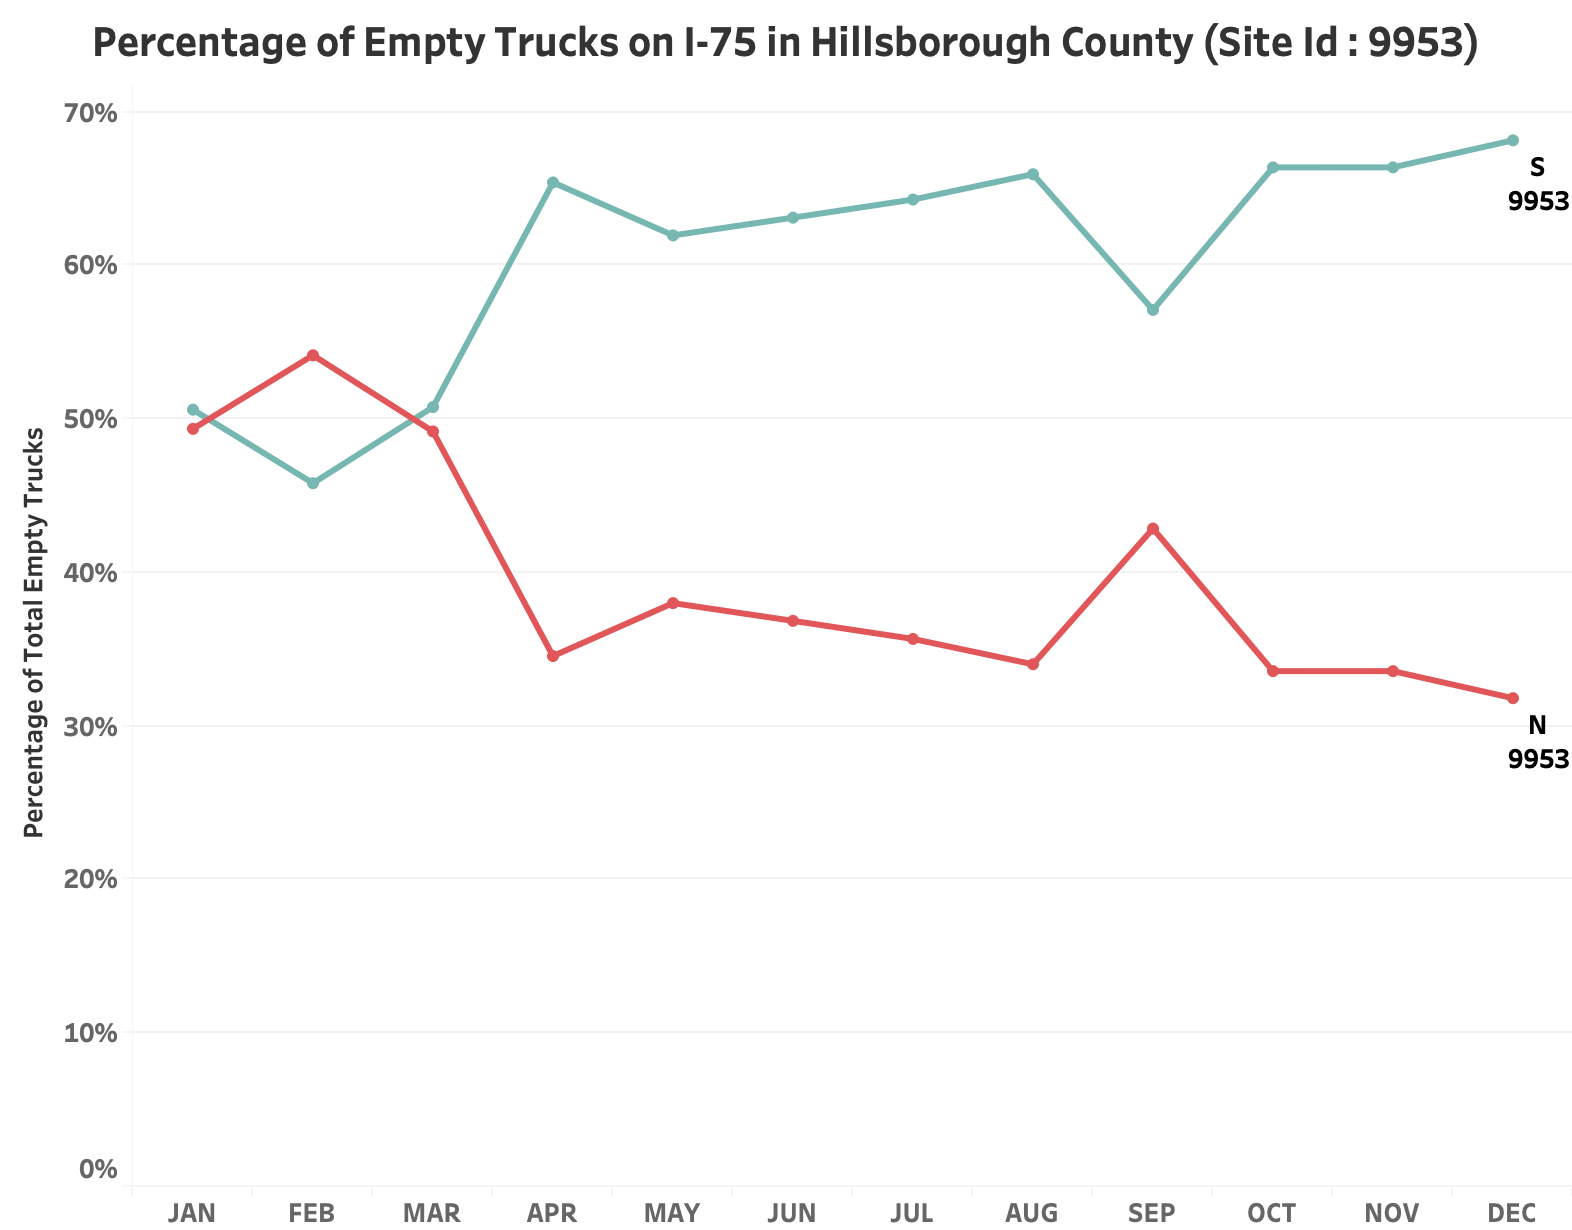 Percentage of Empty Trucks on I-75 in Hillsborough County (Site Id : 9953)
Percentage of Total Empty Trucks
70%
60%
50%
40%
30%
20%
10%
0%
S
9953
N
9953
JAN FEB MAR APR MAY JUN JUL AUG SEP OCT NOV DEC